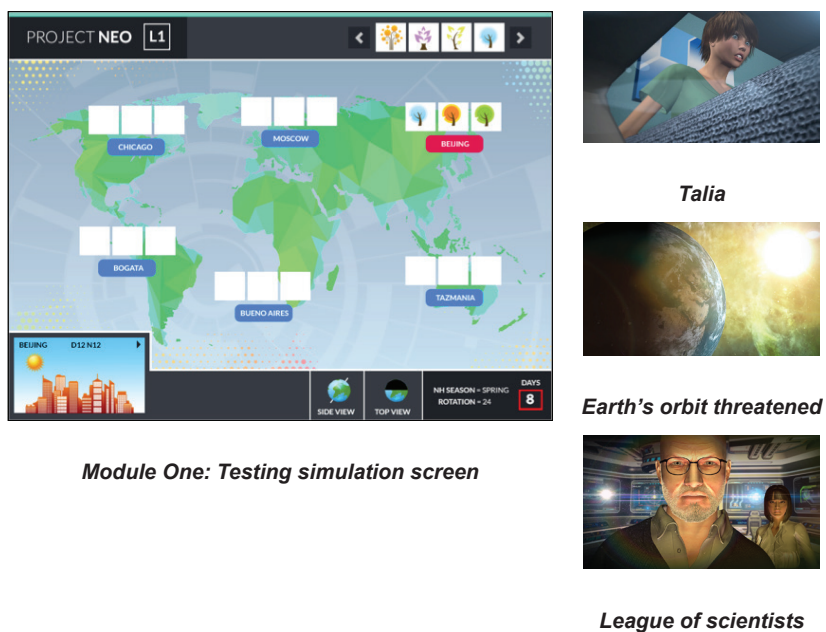 PROJECT NEO L1
CHICAGO
MOSCOW
BEIJING
BOGATA
BUENO AIRES
TAZMANIA
BEIJING D12 N12
SIDE VIEW
TOP VIEW
NH SEASON = SPRING
ROTATION = 24
DAYS
8
Module One: Testing simulation screen
Talia
Earth's orbit threatened
League of scientists